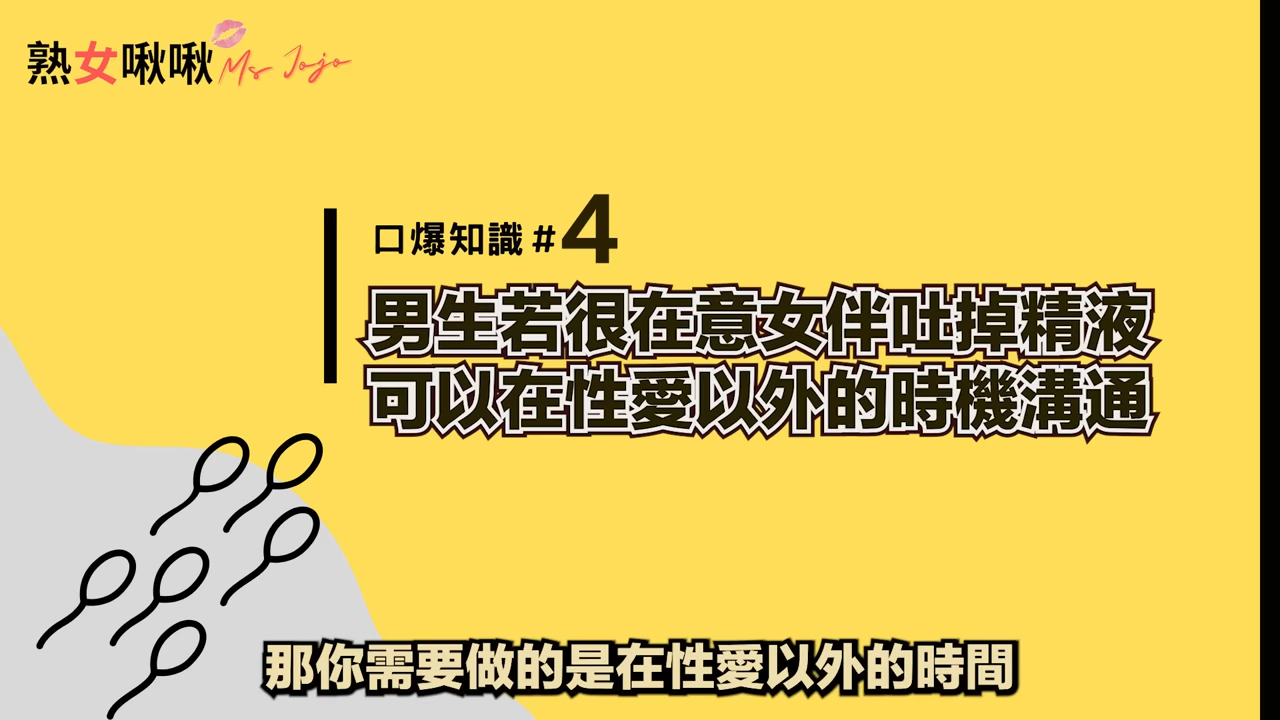 熟女啾啾 Ms Jojo
口爆知識 #4
男生若很在意女伴吐掉精液
可以在性愛以外的時機溝通
那你需要做的是在性愛以外的時間